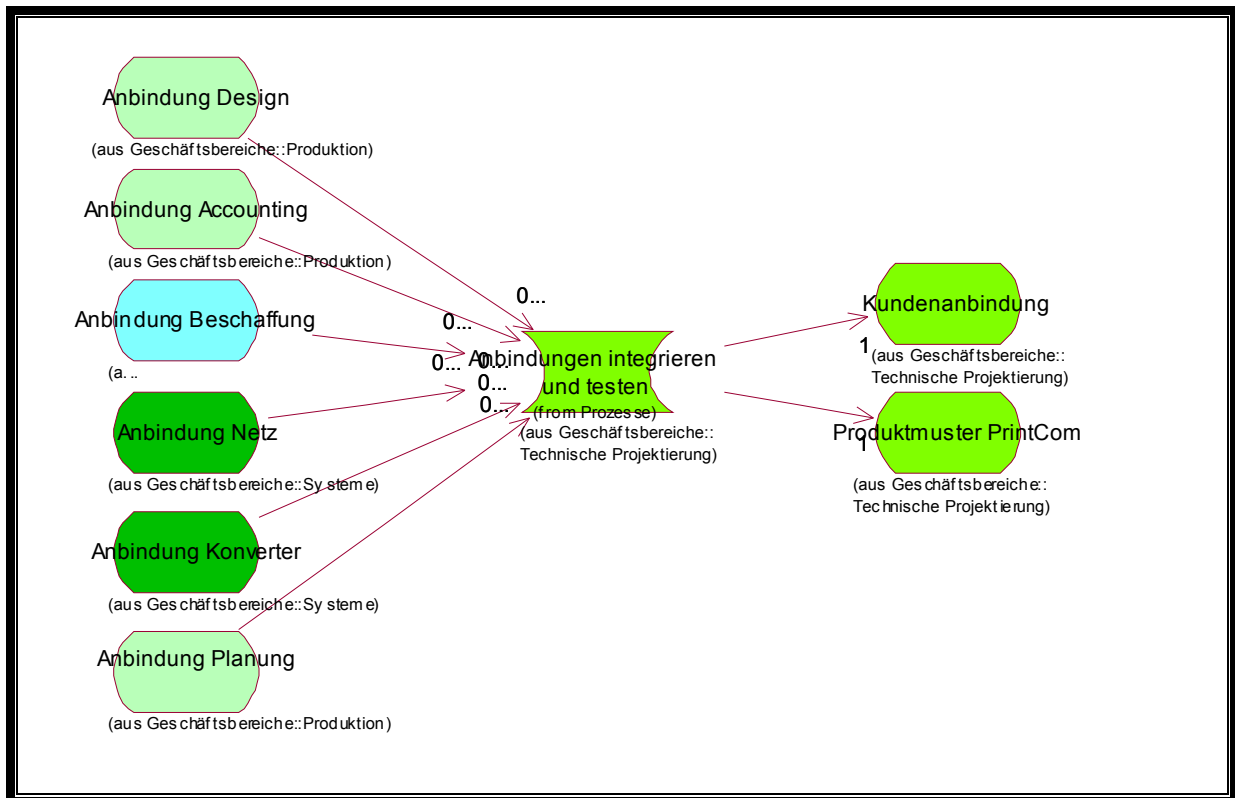 Anbindung Design
(aus Geschäftsbereiche::Produktion)
Anbindung Accounting
(aus Geschäftsbereiche::Produktion)
Anbindung Beschaffung
(a...
Anbindung Netz
(aus Geschäftsbereiche::Systeme)
Anbindung Konverter
(aus Geschäftsbereiche::Systeme)
Anbindung Planung
(aus Geschäftsbereiche::Produktion)
0...
0...
0...
0...
0...
0...
Anbindungen integrieren
und testen
(from Prozesse)
(aus Geschäftsbereiche::
Technische Projektierung)
Kundenanbindung
1
(aus Geschäftsbereiche::
Technische Projektierung)
Produktmuster PrintCom
1
(aus Geschäftsbereiche::
Technische Projektierung)